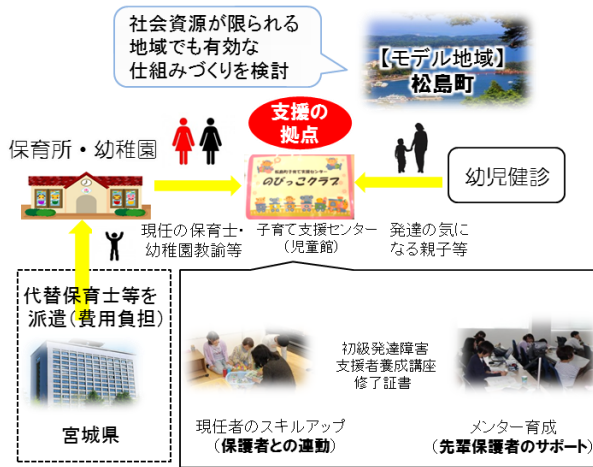 社会資源が限られる
地域でも有効な
仕組みづくりを検討
【モデル地域】
松島町
支援の
拠点
保育所・幼稚園
のびっこクラブ
幼児健診
現任の保育士・
幼稚園教諭等
子育て支援センター
(児童館)
発達の気に
なる親子等
代替保育士等を
派遣(費用負担)
宮城県
初級発達障害
支援者養成講座
修了証書
現任者のスキルアップ
(保護者との連動)
メンター育成
(先輩保護者のサポート)